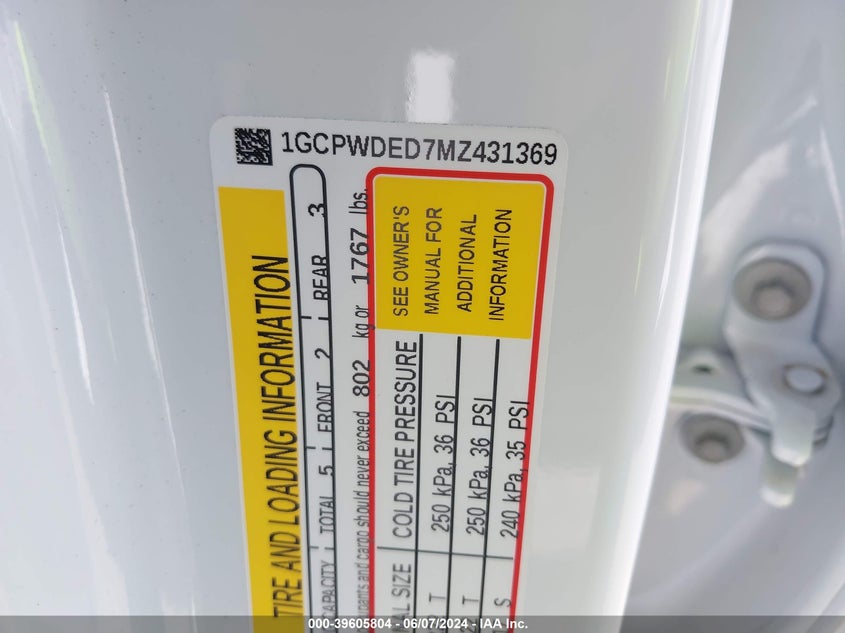 1GCPWDED7MZ431369
TIRE AND LOADING INFORMATION
CAPACITY TOTAL 5 FRONT 2 REAR 3
and cargo should never exceed 802 kg or 1767 lbs.
SIZE COLD TIRE PRESSURE SEE OWNER'S
T 250 kPa, 36 PSI MANUAL FOR
T 250 kPa, 36 PSI ADDITIONAL
S 240 kPa, 35 PSI INFORMATION
000-39605804 - 06/07/2024 - IAA Inc.